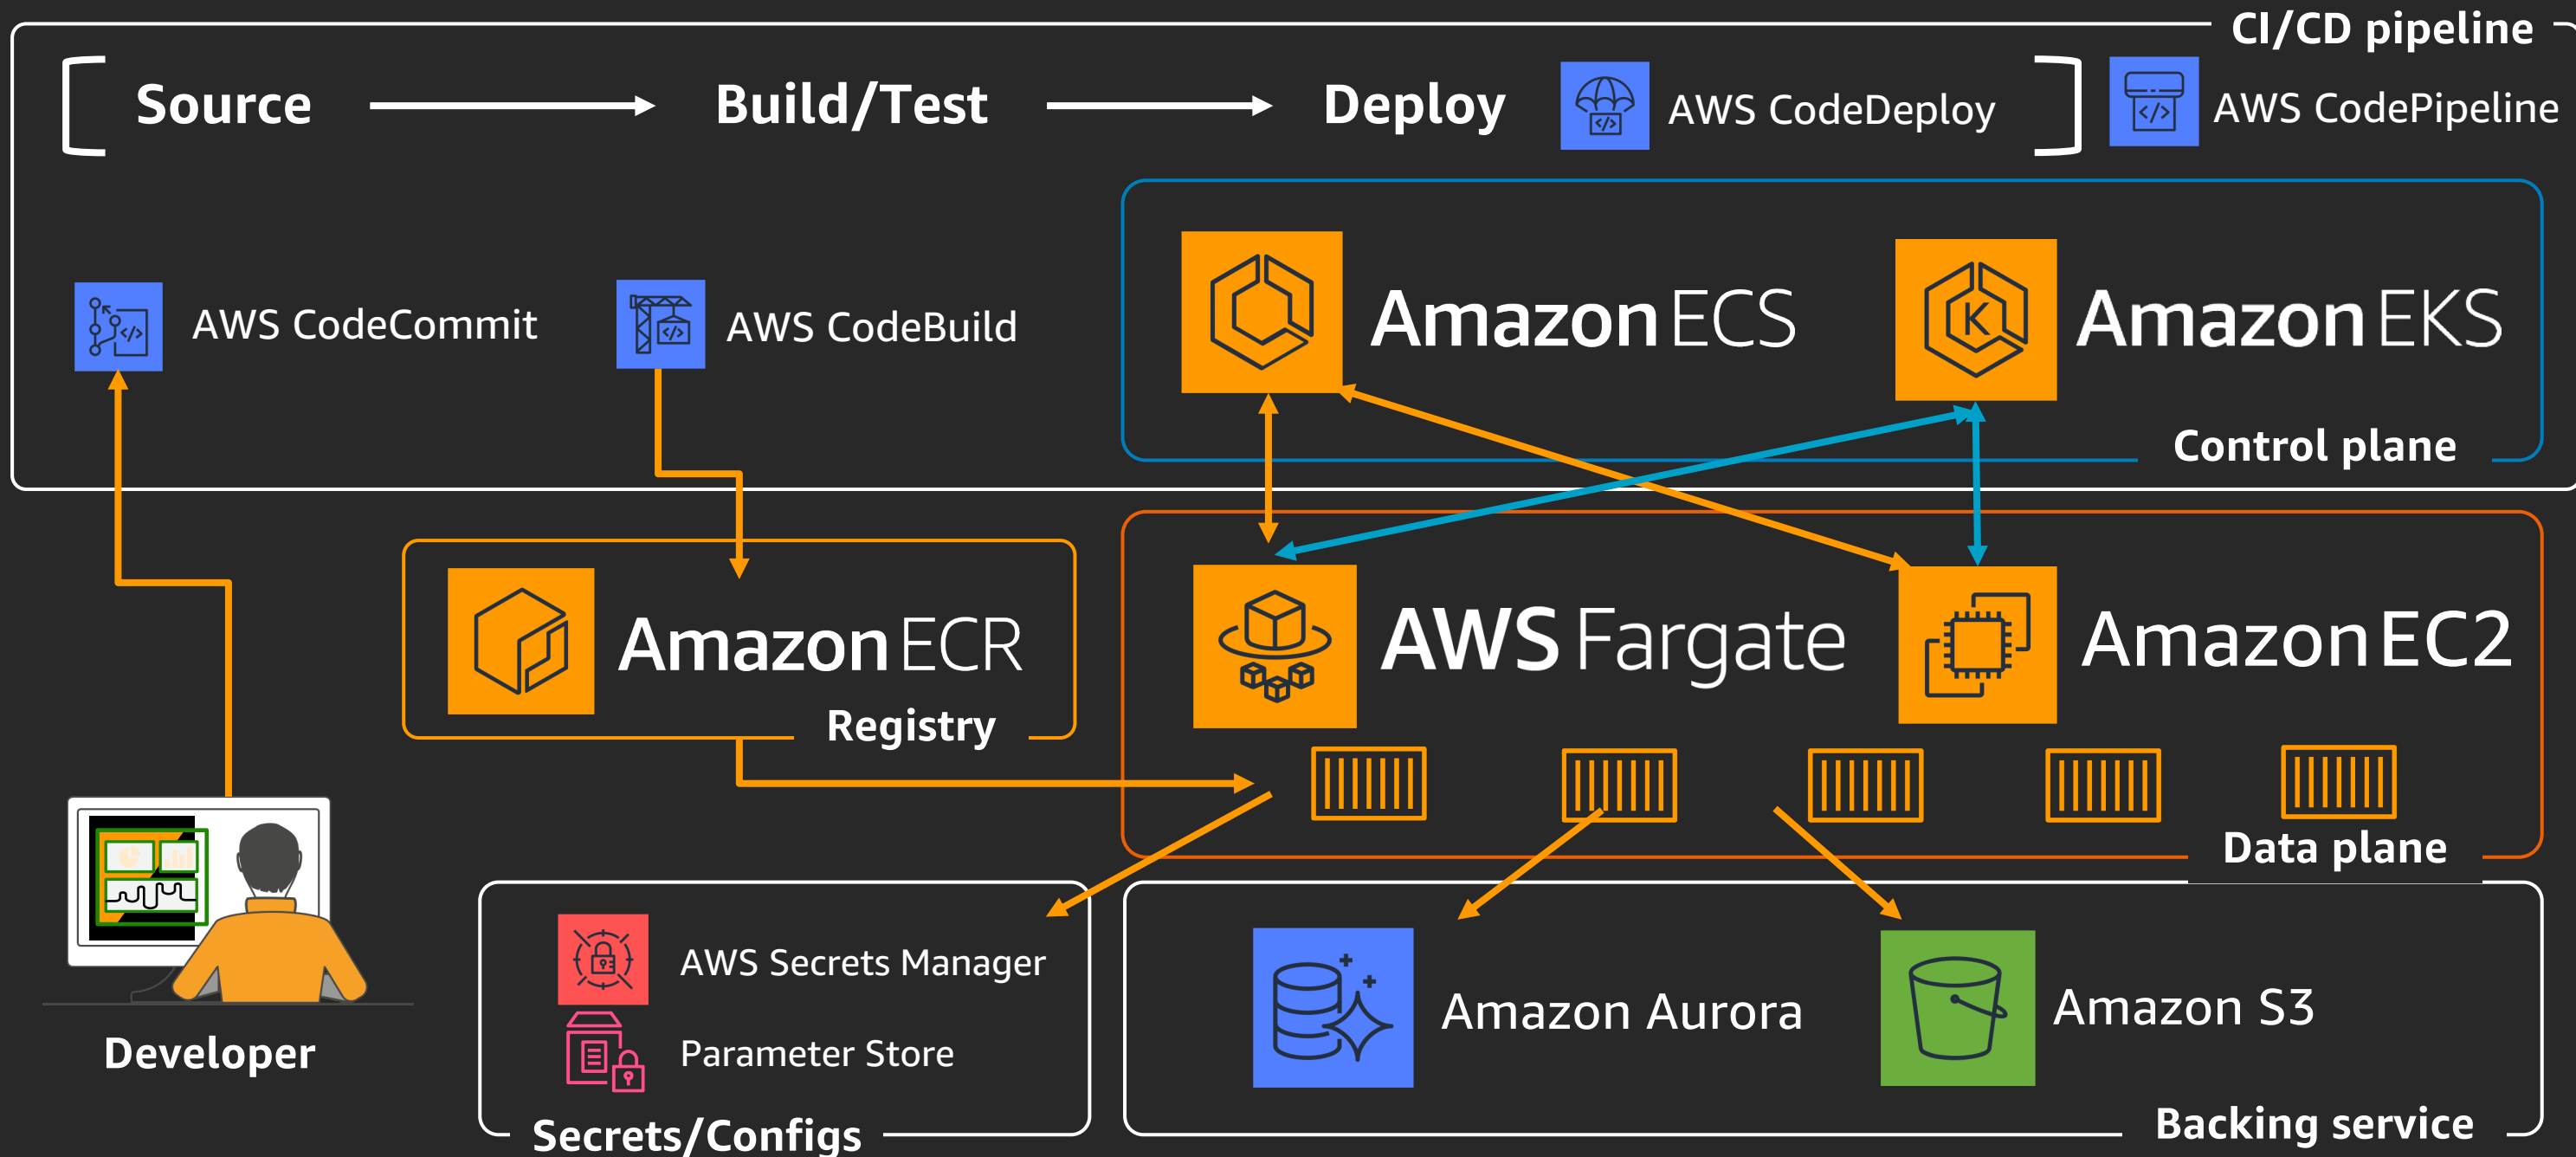 CI/CD pipeline
Source
Build/Test
Deploy
AWS CodeDeploy
AWS CodePipeline
AWS CodeCommit
AWS CodeBuild
Amazon ECS
Amazon EKS
Control plane
Amazon ECR
Registry
AWS Fargate
Amazon EC2
Data plane
Developer
AWS Secrets Manager
Parameter Store
Secrets/Configs
Amazon Aurora
Amazon S3
Backing service